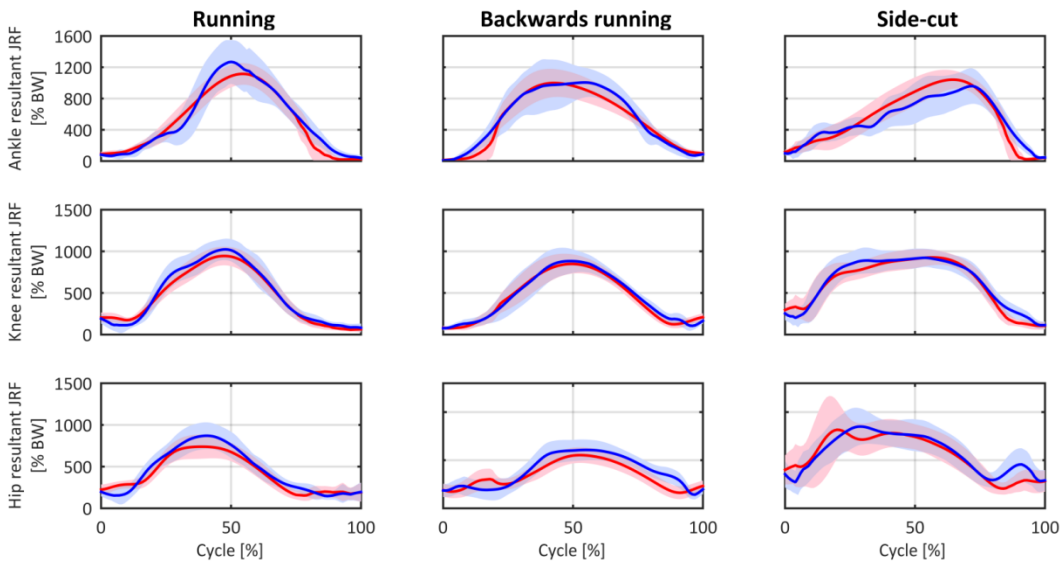 Running Backwards running Side-cut
Ankle resultant JRF
[% BW]
1600
1200
800
400
0
Knee resultant JRF
[% BW]
1500
1000
500
0
Hip resultant JRF
[% BW]
1500
1000
500
0
0 50 100 0 50 100 0 50 100
Cycle [%] Cycle [%] Cycle [%]